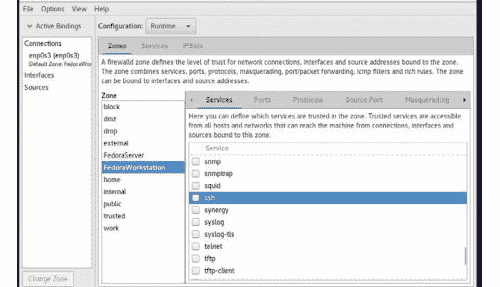 File Options View Help
Active Bindings
Configuration: Runtime
Connections
enp0s3 (enp0s3)
Default Zone: FedoraWor
Interfaces
Sources
Change Zone
Zones Services IPSets
A firewalld zone defines the level of trust for network connections, interfaces and source addresses bound to the zone.
The zone combines services, ports, protocols, masquerading, port/packet forwarding, icmp filters and rich rules. The zone
can be bound to interfaces and source addresses.
Zone
block
dmz
drop
external
FedoraServer
FedoraWorkstation
home
internal
public
trusted
work
Services Ports Protocols Source Port Masquerading
Here you can define which services are trusted in the zone. Trusted services are accessible
from all hosts and networks that can reach the machine from connections, interfaces and
sources bound to this zone.
Service
snmp
snmptrap
squid
ssh
synergy
syslog
syslog-tls
telnet
tftp
tftp-client